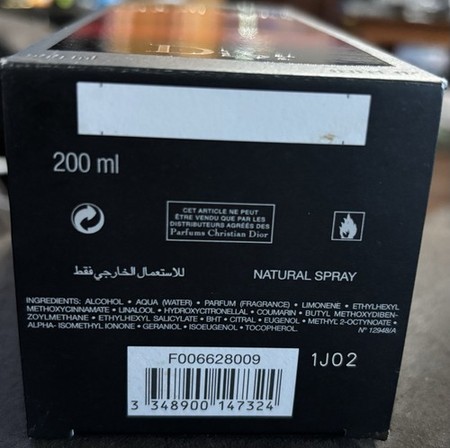 200 ml
CET ARTICLE NE PEUT
ÊTRE VENDU QUE PAR LES
DISTRIBUTEURS AGRÉÉS DES
Parfums Christian Dior
للاستعمال الخارجي فقط
NATURAL SPRAY
INGREDIENTS: ALCOHOL • AQUA (WATER) • PARFUM (FRAGRANCE) • LIMONENE • ETHYLHEXYL
METHOXYCINNAMATE • LINALOOL • HYDROXYCITRONELLAL • COUMARIN • BUTYL METHOXYDIBEN-
ZOYLMETHANE • ETHYLHEXYL SALICYLATE • BHT • CITRAL • EUGENOL • METHYL 2-OCTYNOATE •
ALPHA- ISOMETHYL IONONE • GERANIOL • ISOEUGENOL • TOCOPHEROL.
N° 12948/A
F006628009
1J02
3 348900 147324